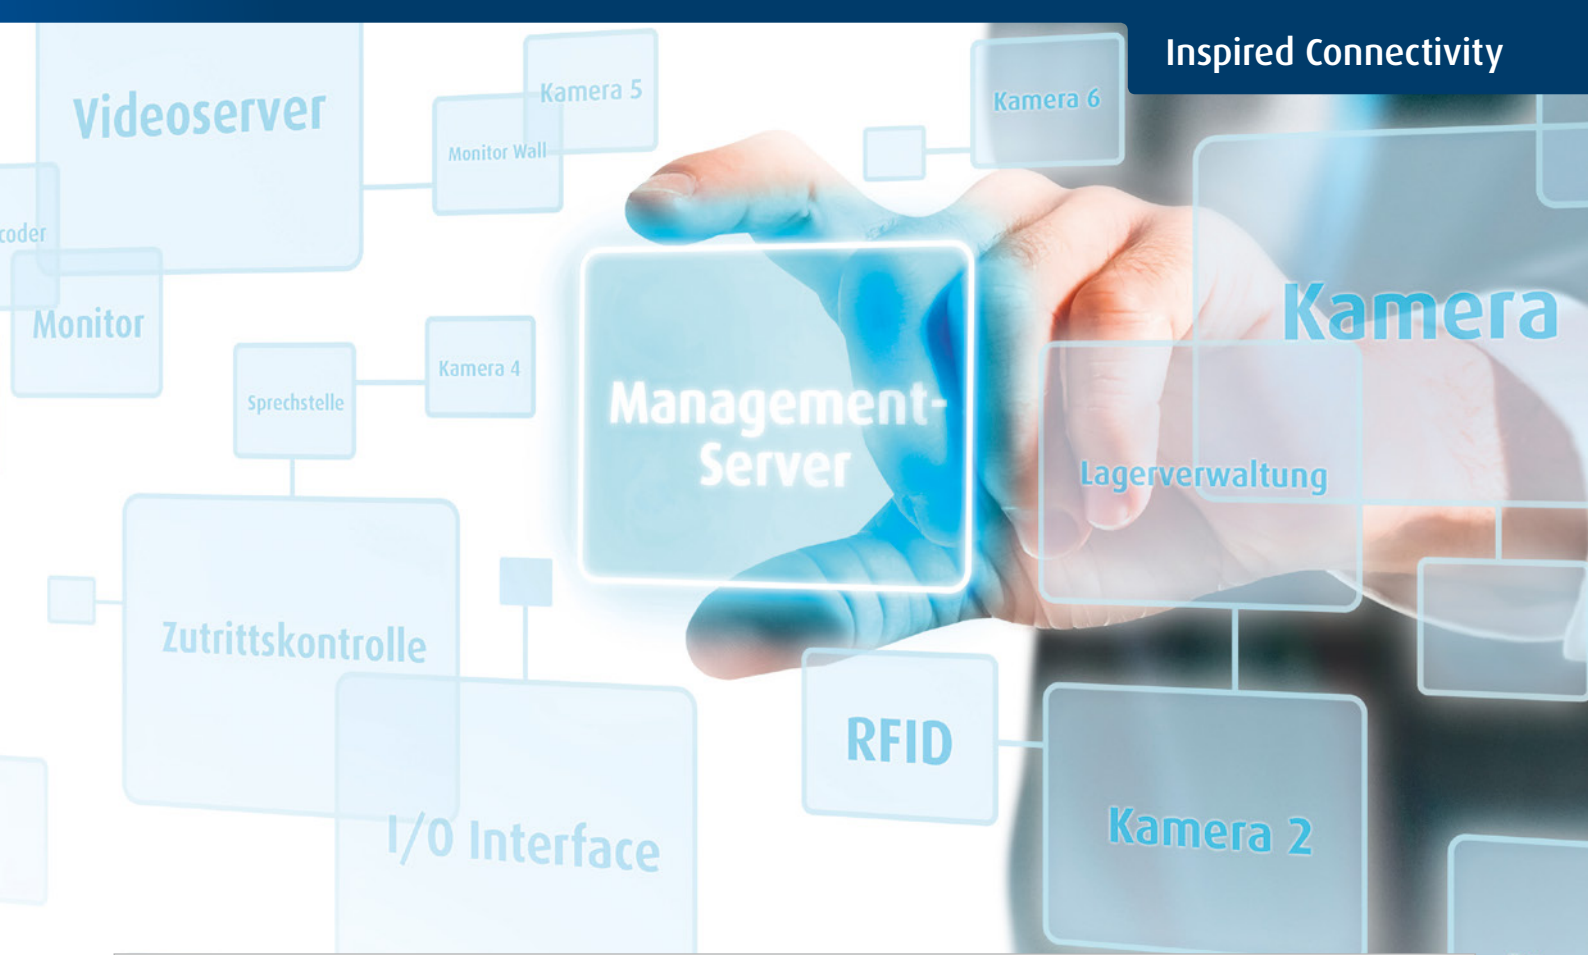 Inspired Connectivity
Videoserver
Kamera 5
Monitor Wall
Kamera 6
coder
Monitor
Kamera
Kamera 4
Sprechstelle
Management-
Server
Lagerverwaltung
Zutrittskontrolle
RFID
I/O Interface
Kamera 2